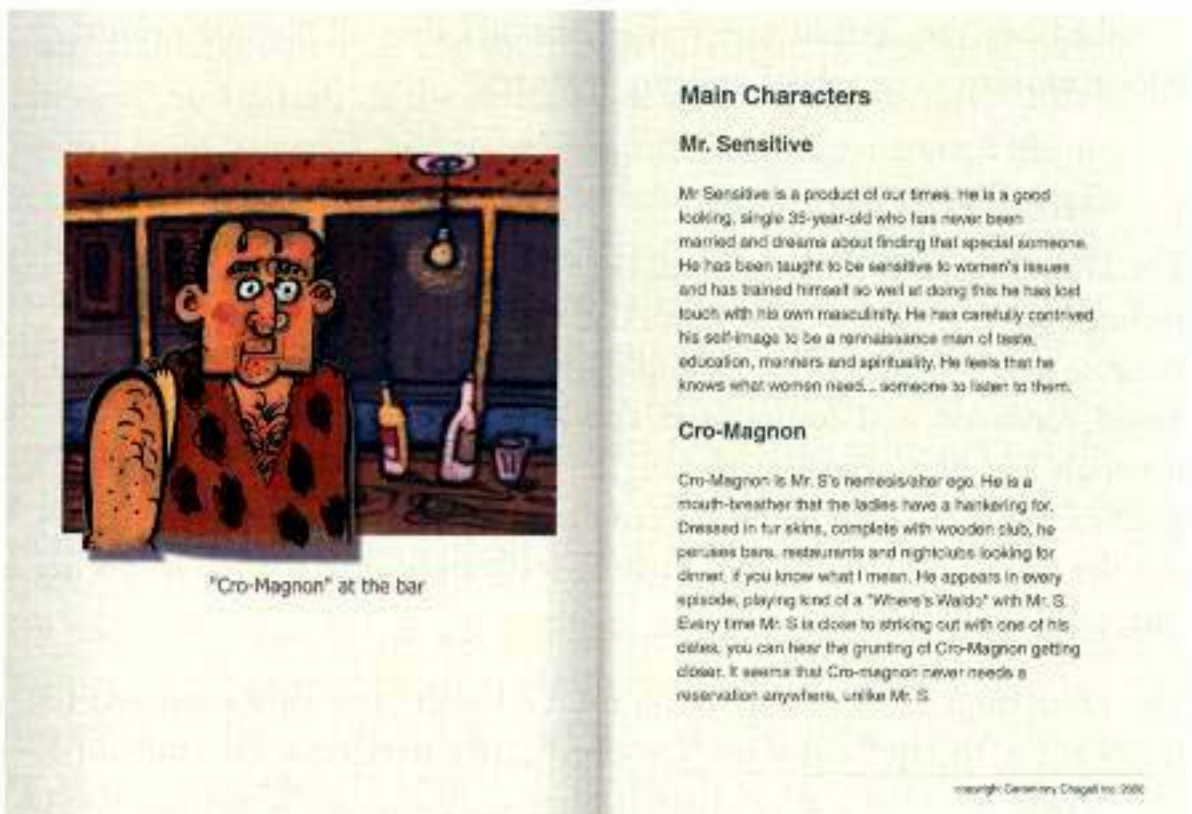 "Cro-Magnon" at the bar
Main Characters
Mr. Sensitive
Mr Sensitive is a product of our times. He is a good
looking, single 35-year-old who has never been
married and dreams about finding that special someone.
He has been taught to be sensitive to women's issues
and has trained himself so well at doing this he has lost
touch with his own masculinity. He has carefully contrived
his self-image to be a rennaissance man of taste,
education, manners and spirituality. He feels that he
knows what women need... someone to listen to them.
Cro-Magnon
Cro-Magnon is Mr. S's nemesis/alter ego. He is a
mouth-breather that the ladies have a hankering for.
Dressed in fur skins, complete with wooden club, he
peruses bars, restaurants and nightclubs looking for
dinner, if you know what I mean. He appears in every
episode, playing kind of a "Where's Waldo" with Mr. S.
Every time Mr. S is close to striking out with one of his
dates, you can hear the grunting of Cro-Magnon getting
closer. It seems that Cro-magnon never needs a
reservation anywhere, unlike Mr. S.
copyright Chagall Inc.